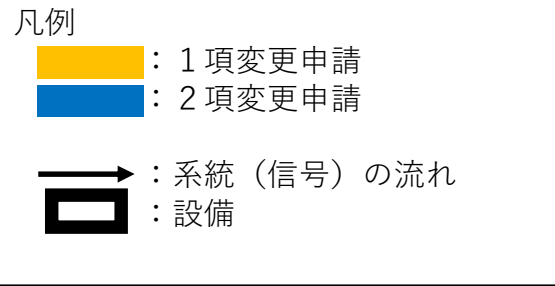 凡例
：１項変更申請
：２項変更申請
：系統（信号）の流れ
：設備